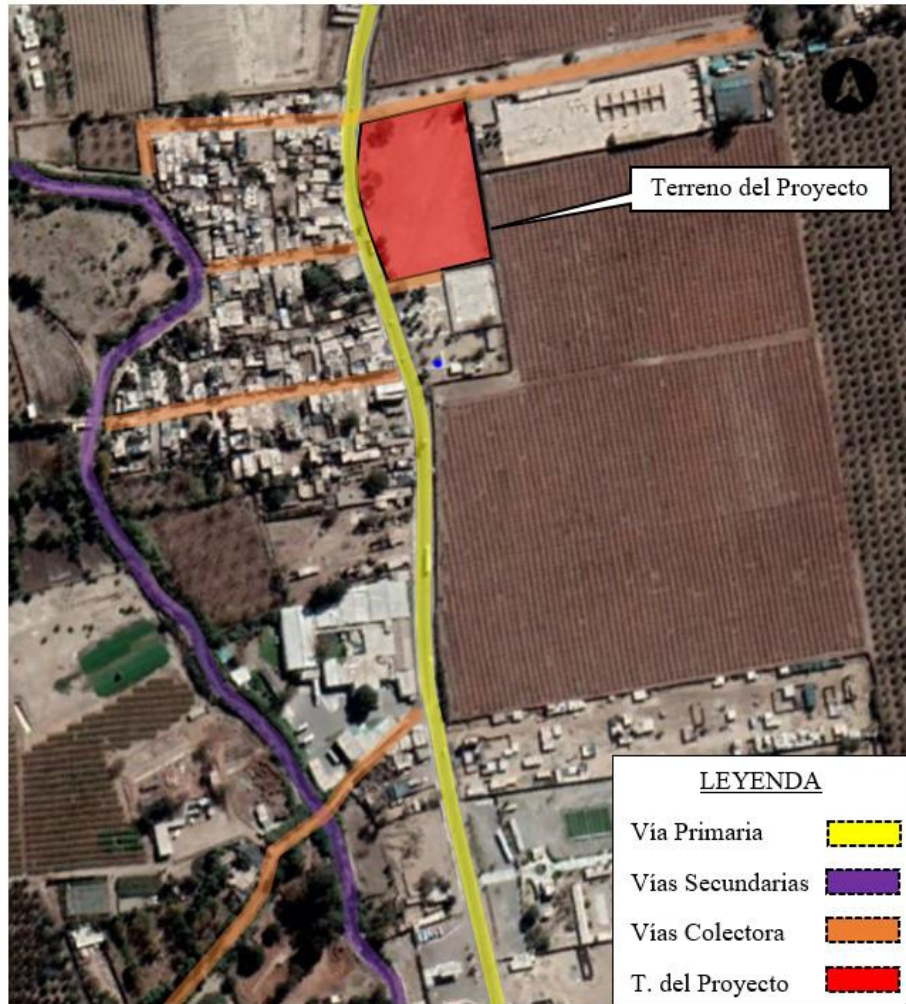 Terreno del Proyecto
LEYENDA
Vía Primaria
Vías Secundarias
Vías Colectora
T. del Proyecto